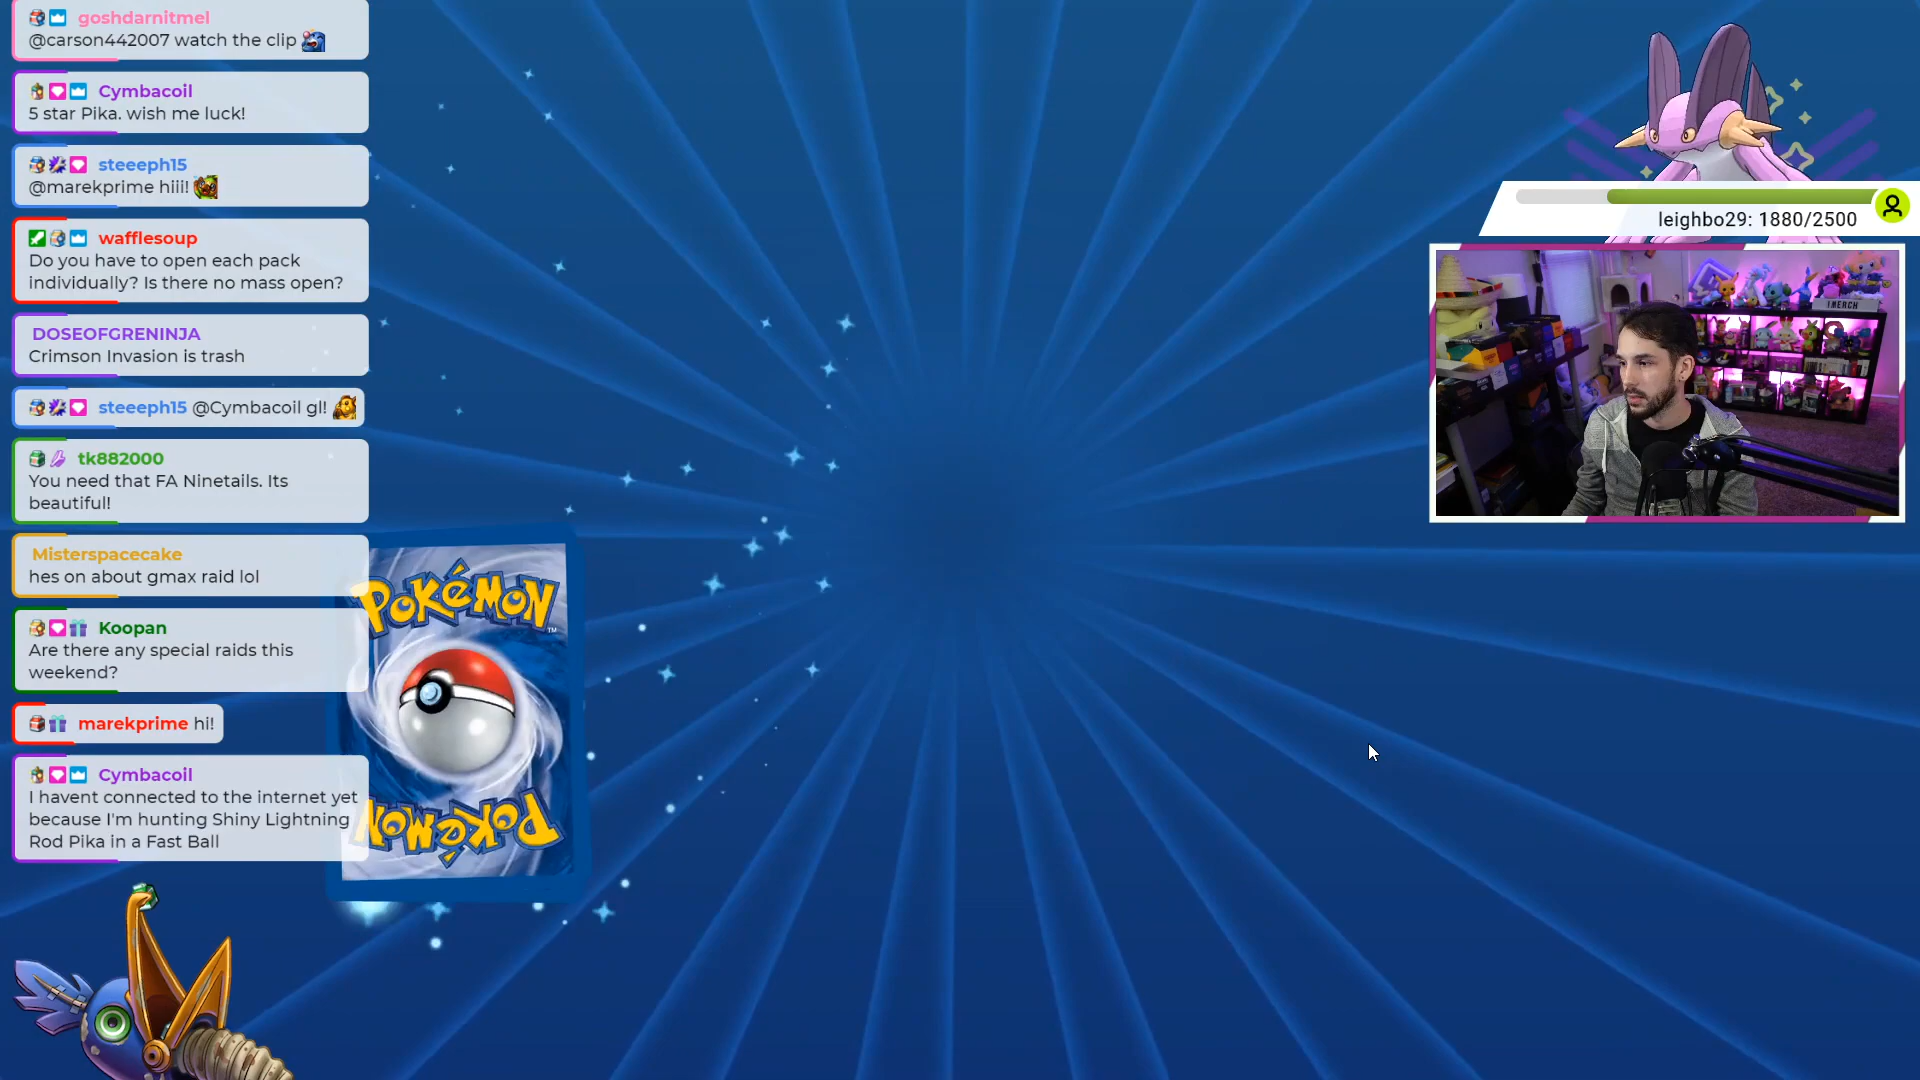 goshdarnitmel
@carson442007 watch the clip
Cymbacoil
5 star Pika. wish me luck!
steeeph15
@marekprime hiii!
wafflesoup
Do you have to open each pack
individually? Is there no mass open?
DOSEOFGRENINJA
Crimson Invasion is trash
steeeph15 @Cymbacoil gl!
tk882000
You need that FA Ninetails. Its
beautiful!
Misterspacecake
hes on about gmax raid lol
Koopan
Are there any special raids this
weekend?
marekprime hi!
Cymbacoil
I havent connected to the internet yet
because I'm hunting Shiny Lightning
Rod Pika in a Fast Ball
POKéMON
TM
POKéMON
leighbo29: 1880/2500
!MERCH